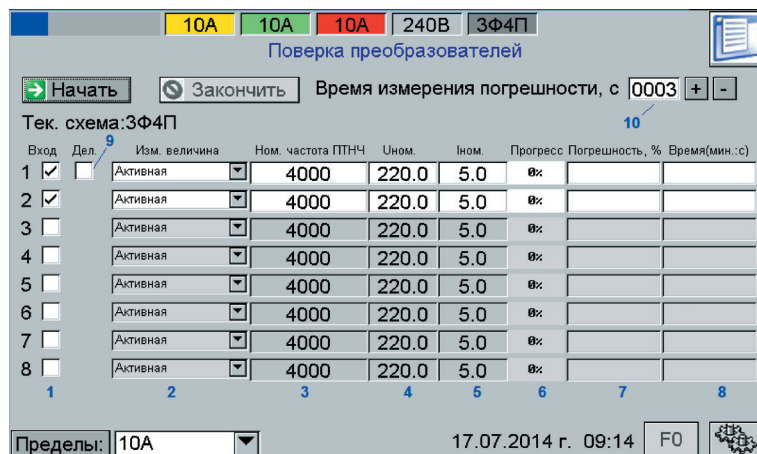 10А 10А 10А 240В 3Ф4П
Поверка преобразователей
Начать Закончить Время измерения погрешности, с 0003 + -
10
Тек. схема:3Ф4П
9
Вход Дел. Изм. величина Ном. частота ПТНЧ Uном. Iном. Прогресс Погрешность, % Время(мин.:с)
1 Активная 4000 220.0 5.0 0%
2 Активная 4000 220.0 5.0 0%
3 Активная 4000 220.0 5.0 0%
4 Активная 4000 220.0 5.0 0%
5 Активная 4000 220.0 5.0 0%
6 Активная 4000 220.0 5.0 0%
7 Активная 4000 220.0 5.0 0%
8 Активная 4000 220.0 5.0 0%
1 2 3 4 5 6 7 8
Пределы: 10А 17.07.2014 г. 09:14 F0